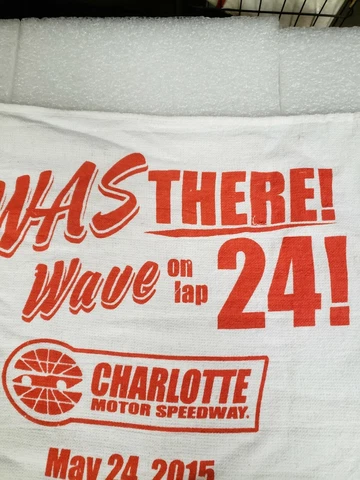 WAS THERE!
Wave on lap 24!
CHARLOTTE
MOTOR SPEEDWAY.
May 24, 2015